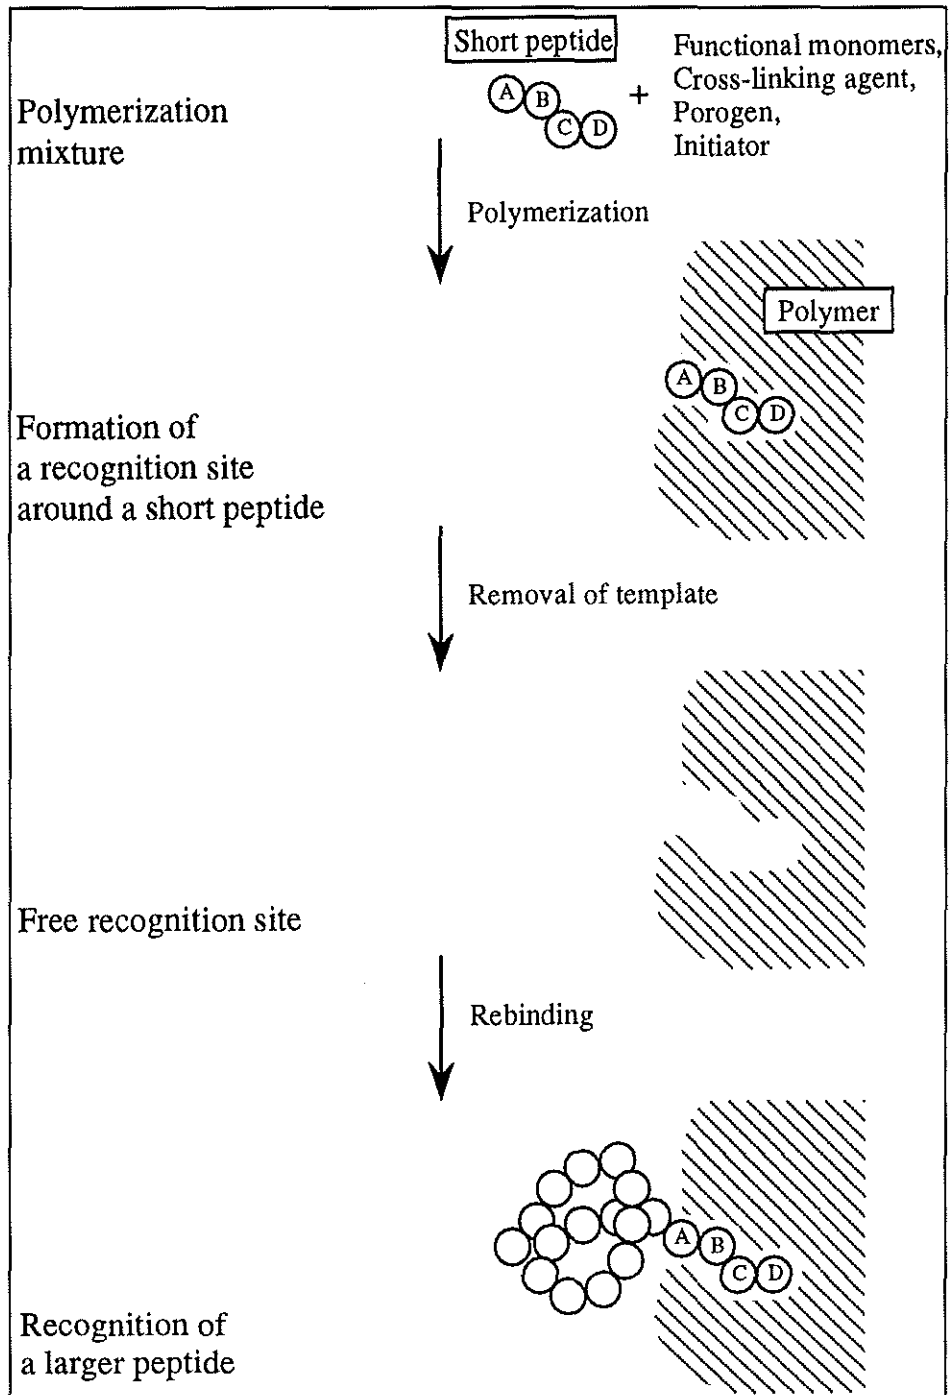 Short peptide
A B C D
+
Functional monomers,
Cross-linking agent,
Porogen,
Initiator
Polymerization
mixture
Polymerization
Polymer
A B C D
Formation of
a recognition site
around a short peptide
Removal of template
Free recognition site
Rebinding
A B C D
Recognition of
a larger peptide